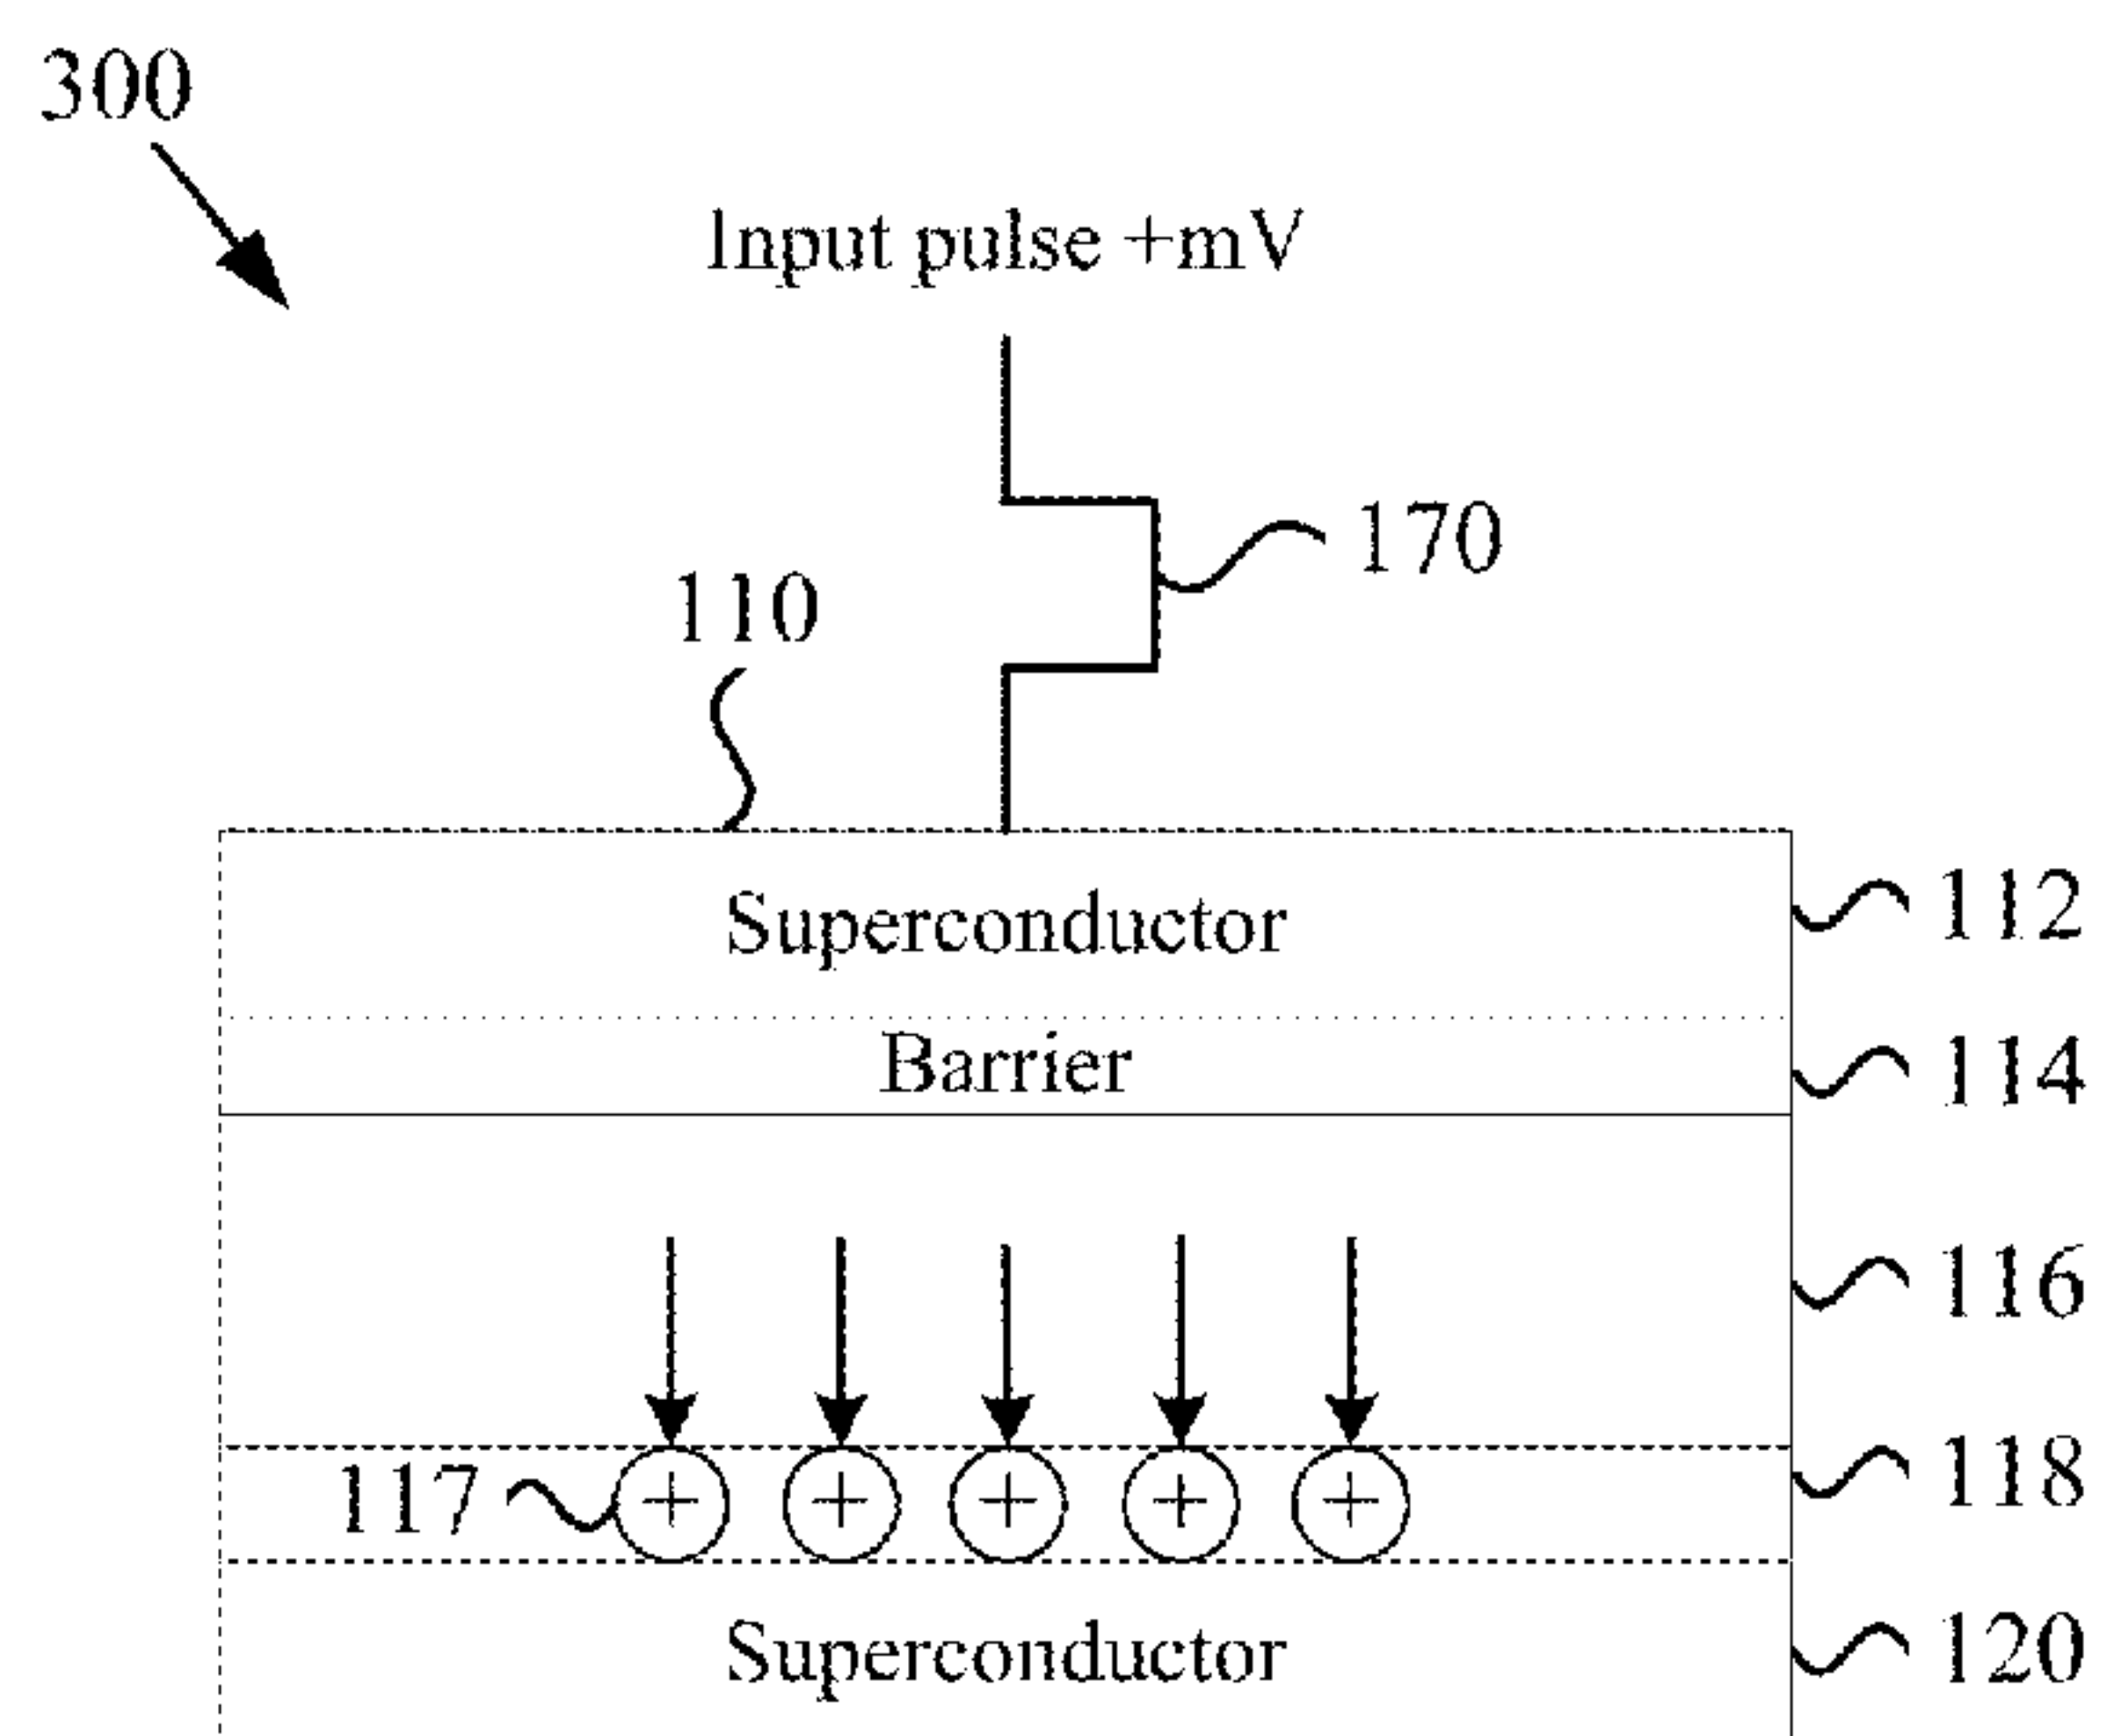 300
Input pulse +mV
170
110
Superconductor
112
Barrier
114
116
118
117
+ + + + +
Superconductor
120